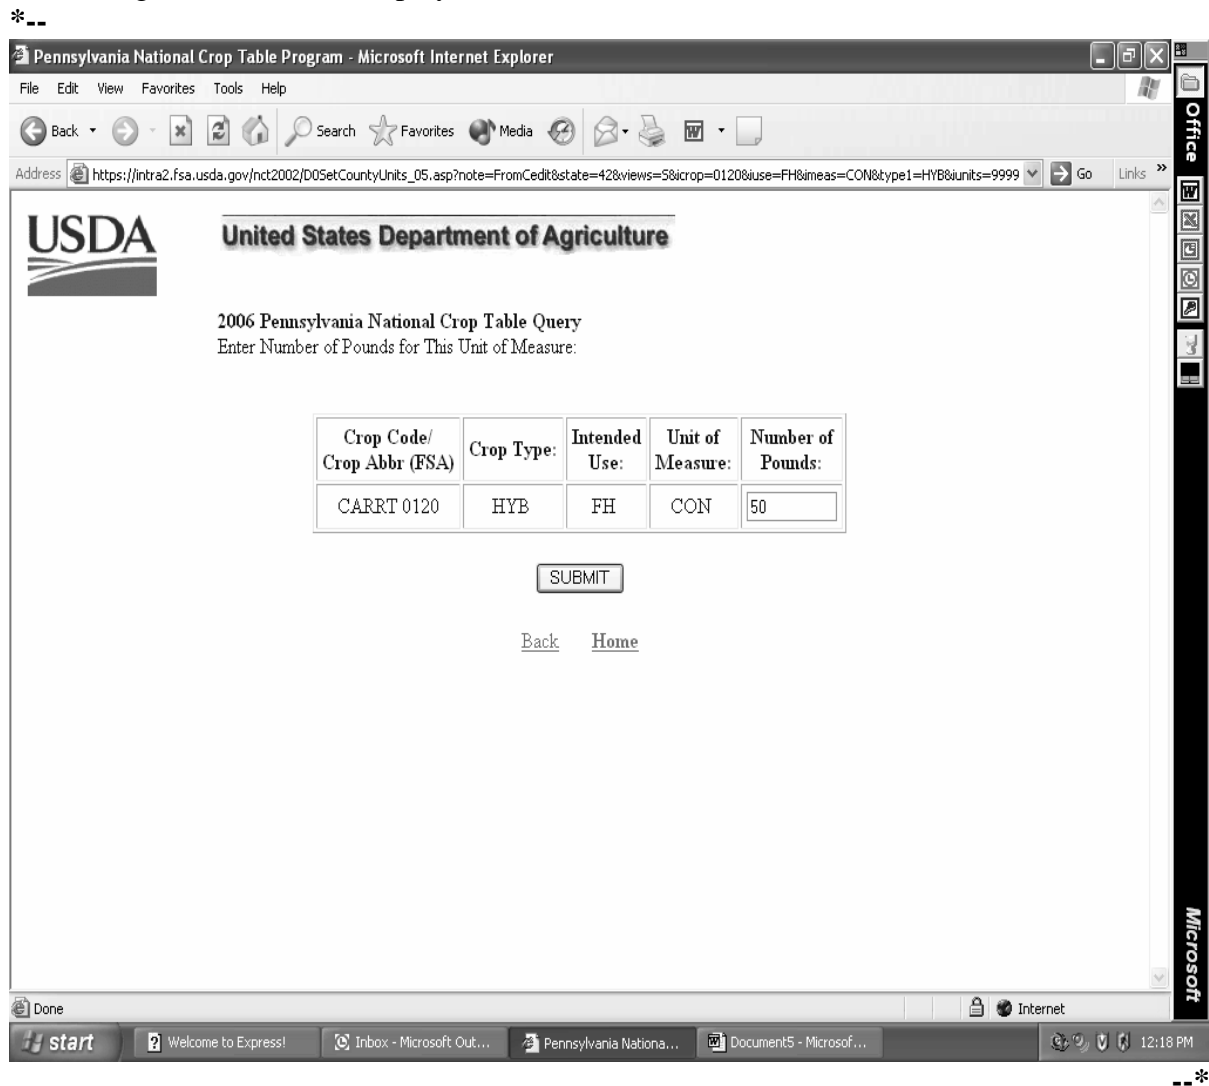 *--
Pennsylvania National Crop Table Program - Microsoft Internet Explorer
File Edit View Favorites Tools Help
Back Search Favorites Media
Address https://intra2.fsa.usda.gov/nct2002/D0SetCountyUnits_05.asp?note=FromCedit&state=42&views=5&icrop=0120&iuse=FH&imeas=CON&type1=HYB&iunits=9999 Go Links »
Office
USDA United States Department of Agriculture
2006 Pennsylvania National Crop Table Query
Enter Number of Pounds for This Unit of Measure:
Crop Code/ Crop Type: Intended Unit of Number of
Crop Abbr (FSA) Use: Measure: Pounds:
CARRT 0120 HYB FH CON 50
SUBMIT
Back Home
Microsoft
Done Internet
start Welcome to Express! Inbox - Microsoft Out... Pennsylvania Nationa... Document5 - Microsof... 12:18 PM
--*